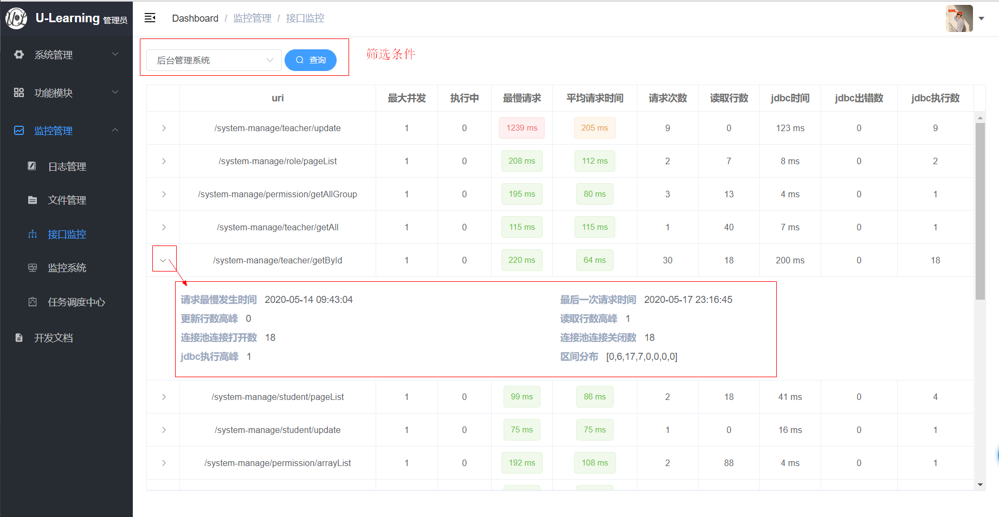 U-Learning 管理员
Dashboard / 监控管理 / 接口监控
系统管理
功能模块
监控管理
日志管理
文件管理
接口监控
监控系统
任务调度中心
开发文档
后台管理系统 查询 筛选条件
uri 最大并发 执行中 最慢请求 平均请求时间 请求次数 读取行数 jdbc时间 jdbc出错数 jdbc执行数
/system-manage/teacher/update 1 0 1239 ms 205 ms 9 0 123 ms 0 9
/system-manage/role/pageList 1 0 208 ms 112 ms 2 7 8 ms 0 2
/system-manage/permission/getAllGroup 1 0 195 ms 80 ms 3 13 4 ms 0 1
/system-manage/teacher/getAll 1 0 115 ms 115 ms 1 40 7 ms 0 1
/system-manage/teacher/getById 1 0 220 ms 64 ms 30 18 200 ms 0 18
请求最慢发生时间 2020-05-14 09:43:04 最后一次请求时间 2020-05-17 23:16:45
更新行数高峰 0 读取行数高峰 1
连接池连接打开数 18 连接池连接关闭数 18
jdbc执行高峰 1 区间分布 [0,6,17,7,0,0,0,0]
/system-manage/student/pageList 1 0 99 ms 86 ms 2 18 41 ms 0 4
/system-manage/student/update 1 0 75 ms 75 ms 1 0 16 ms 0 1
/system-manage/permission/arrayList 1 0 192 ms 108 ms 2 88 4 ms 0 1